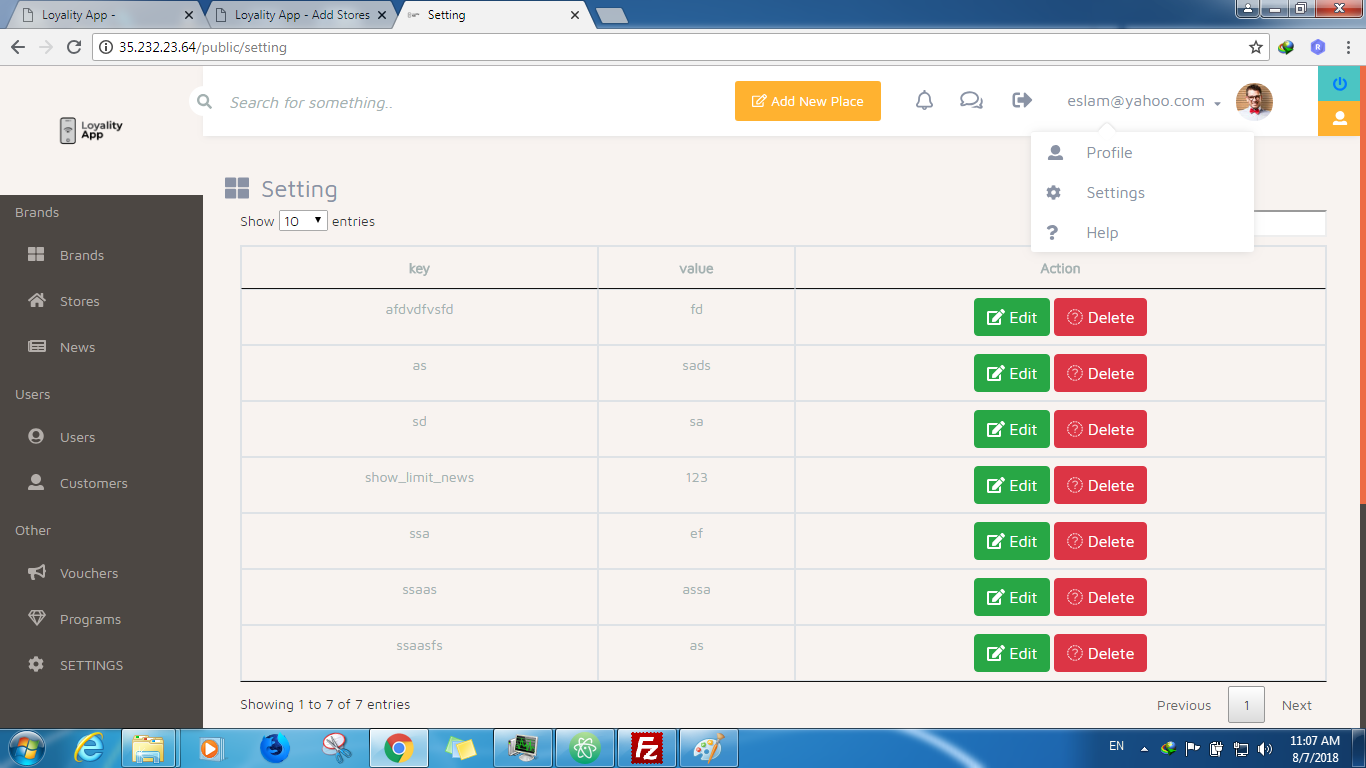 Loyality App -
Loyality App - Add Stores
Setting
35.232.23.64/public/setting
Loyality
App
Search for something..
Add New Place
eslam@yahoo.com
Profile
Settings
Help
Brands
Brands
Stores
News
Users
Users
Customers
Other
Vouchers
Programs
SETTINGS
Setting
Show 10 entries
key value Action
afdvdfvsfd fd Edit Delete
as sads Edit Delete
sd sa Edit Delete
show_limit_news 123 Edit Delete
ssa ef Edit Delete
ssaas assa Edit Delete
ssaasfs as Edit Delete
Showing 1 to 7 of 7 entries
Previous 1 Next
EN
11:07 AM
8/7/2018